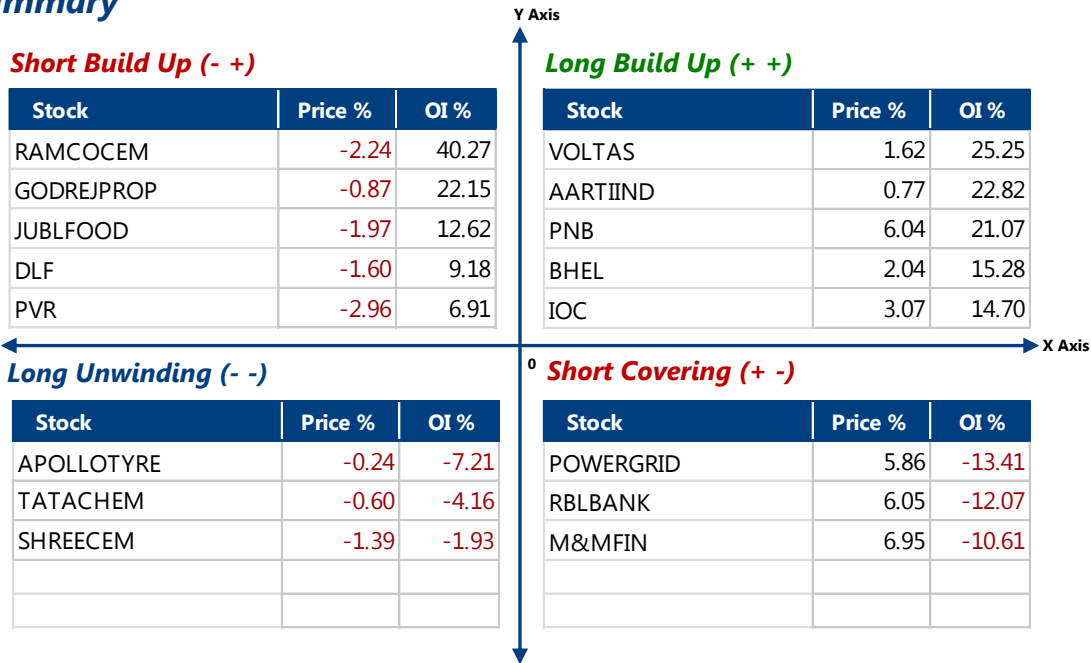 Y Axis
Short Build Up (- +)
Stock Price % OI %
RAMCOCEM -2.24 40.27
GODREJPROP -0.87 22.15
JUBLFOOD -1.97 12.62
DLF -1.60 9.18
PVR -2.96 6.91
Long Build Up (+ +)
Stock Price % OI %
VOLTAS 1.62 25.25
AARTIIND 0.77 22.82
PNB 6.04 21.07
BHEL 2.04 15.28
IOC 3.07 14.70
X Axis
0
Long Unwinding (- -)
Stock Price % OI %
APOLLOTYRE -0.24 -7.21
TATACHEM -0.60 -4.16
SHREECEM -1.39 -1.93
Short Covering (+ -)
Stock Price % OI %
POWERGRID 5.86 -13.41
RBLBANK 6.05 -12.07
M&MFIN 6.95 -10.61